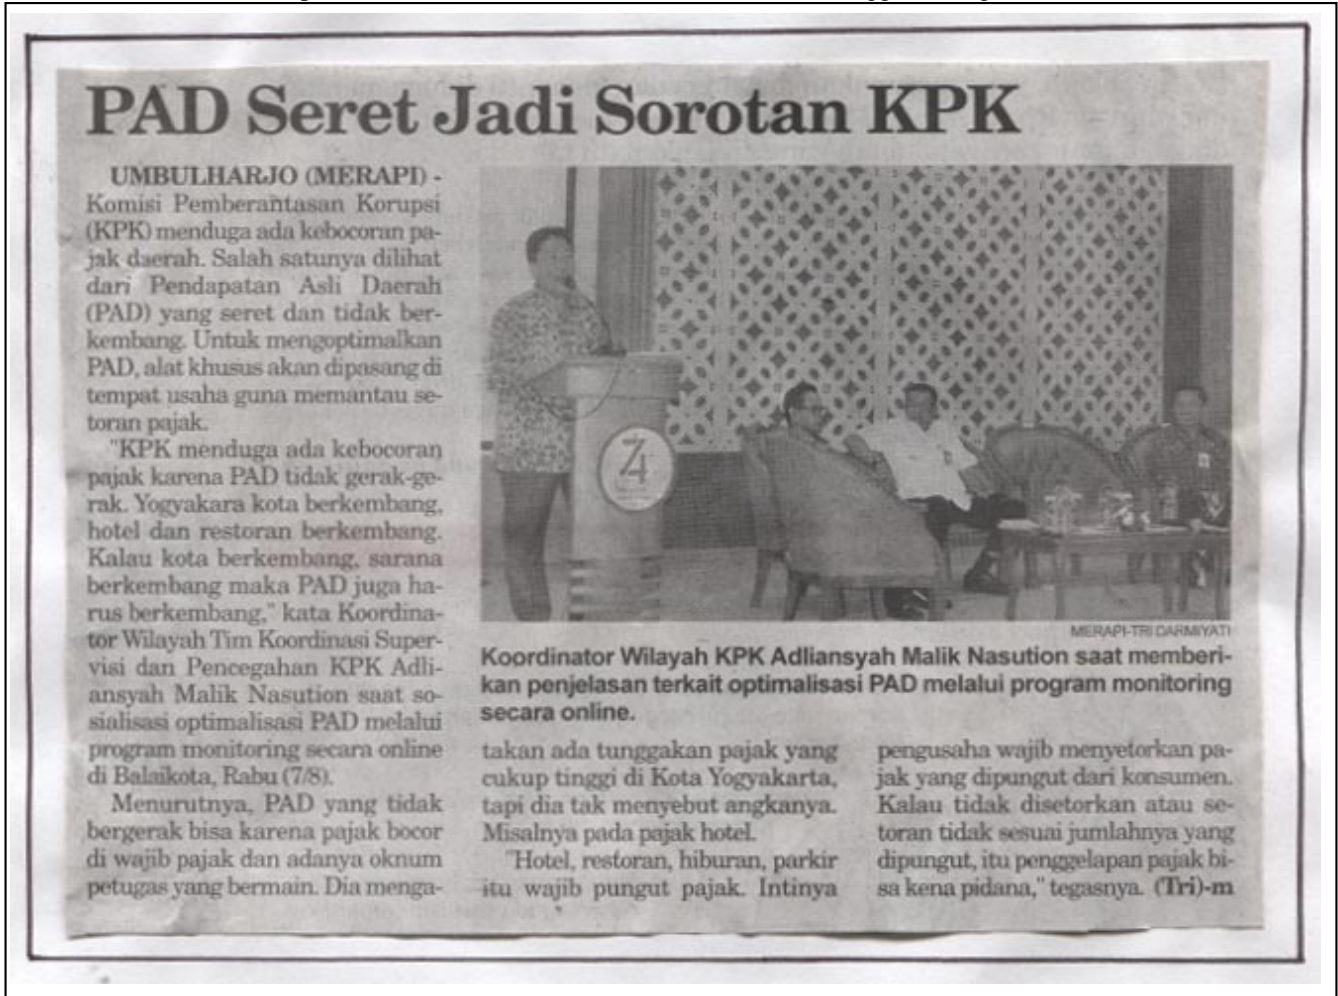 PAD Seret Jadi Sorotan KPK
UMBULHARJO (MERAPI) -
Komisi Pemberantasan Korupsi
(KPK) menduga ada kebocoran pa-
jak daerah. Salah satunya dilihat
dari Pendapatan Asli Daerah
(PAD) yang seret dan tidak ber-
kembang. Untuk mengoptimalkan
PAD, alat khusus akan dipasang di
tempat usaha guna memantau se-
toran pajak.
"KPK menduga ada kebocoran
pajak karena PAD tidak gerak-ge-
rak. Yogyakara kota berkembang,
hotel dan restoran berkembang.
Kalau kota berkembang, sarana
berkembang maka PAD juga ha-
rus berkembang," kata Koordina-
tor Wilayah Tim Koordinasi Super-
visi dan Pencegahan KPK Adli-
ansyah Malik Nasution saat so-
sialisasi optimalisasi PAD melalui
program monitoring secara online
di Balaikota, Rabu (7/8).
Menurutnya, PAD yang tidak
bergerak bisa karena pajak bocor
di wajib pajak dan adanya oknum
petugas yang bermain. Dia menga-
74
MERAPI-TRI DARMIYATI
Koordinator Wilayah KPK Adliansyah Malik Nasution saat memberi-
kan penjelasan terkait optimalisasi PAD melalui program monitoring
secara online.
takan ada tunggakan pajak yang
cukup tinggi di Kota Yogyakarta,
tapi dia tak menyebut angkanya.
Misalnya pada pajak hotel.
"Hotel, restoran, hiburan, parkir
itu wajib pungut pajak. Intinya
pengusaha wajib menyetorkan pa-
jak yang dipungut dari konsumen.
Kalau tidak disetorkan atau se-
toran tidak sesuai jumlahnya yang
dipungut, itu penggelapan pajak bi-
sa kena pidana," tegasnya. (Tri)-m